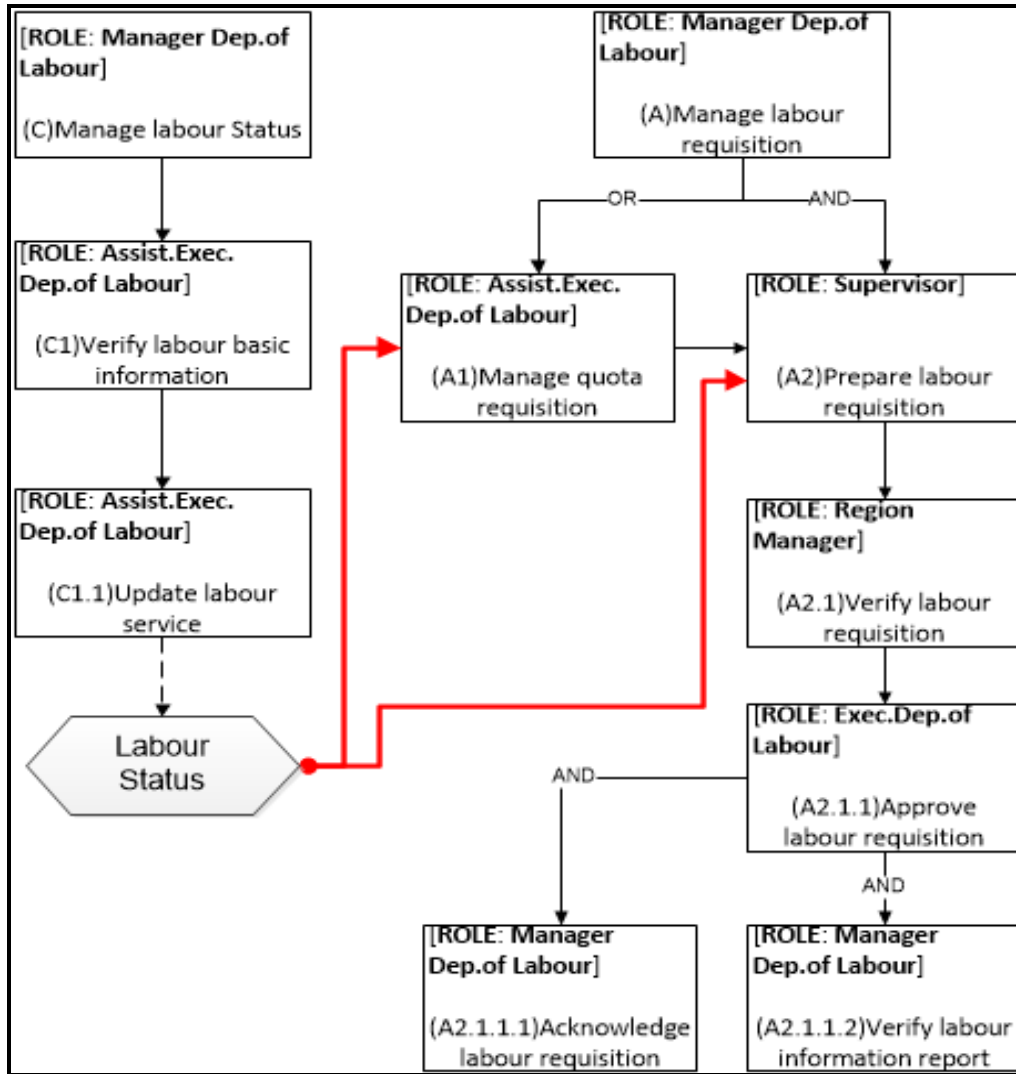 [ROLE: Manager Dep.of
Labour]
(C)Manage labour Status
[ROLE: Manager Dep.of
Labour]
(A)Manage labour
requisition
OR
AND
[ROLE: Assist.Exec.
Dep.of Labour]
(C1)Verify labour basic
information
[ROLE: Assist.Exec.
Dep.of Labour]
(A1)Manage quota
requisition
[ROLE: Supervisor]
(A2)Prepare labour
requisition
[ROLE: Assist.Exec.
Dep.of Labour]
(C1.1)Update labour
service
[ROLE: Region
Manager]
(A2.1)Verify labour
requisition
Labour
Status
[ROLE: Exec.Dep.of
Labour]
(A2.1.1)Approve
labour requisition
AND
AND
[ROLE: Manager
Dep.of Labour]
(A2.1.1.1)Acknowledge
labour requisition
[ROLE: Manager
Dep.of Labour]
(A2.1.1.2)Verify labour
information report